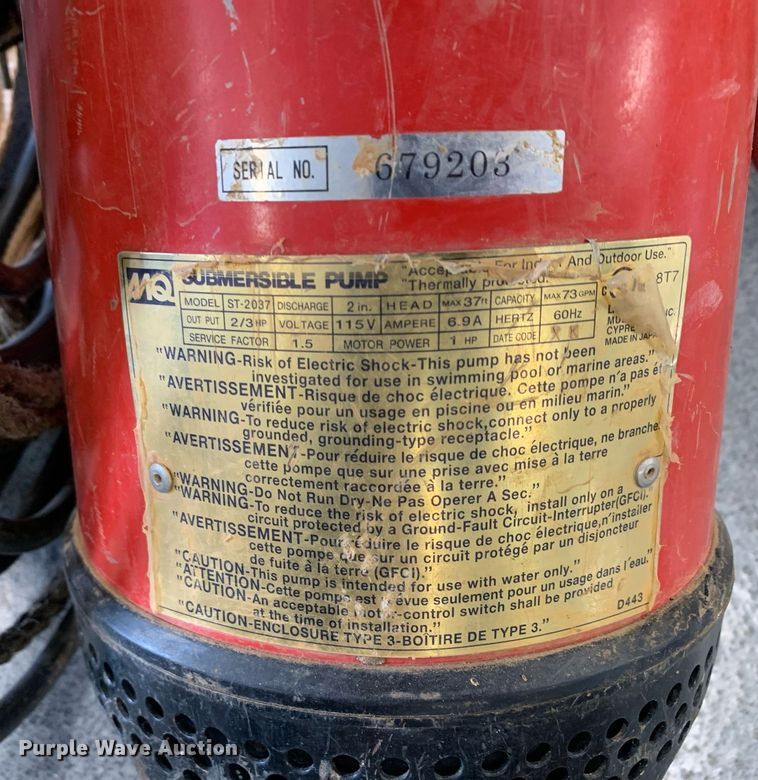 SERIAL NO. 679203
MQ SUBMERSIBLE PUMP "Acceptable For Indoor And Outdoor Use."
"Thermally protected." 8T7
MODEL ST-2037 DISCHARGE 2 in. HEAD MAX 37ft CAPACITY MAX 73 GPM
OUT PUT 2/3 HP VOLTAGE 115V AMPERE 6.9A HERTZ 60Hz
SERVICE FACTOR 1.5 MOTOR POWER 1 HP DATE CODE
MADE IN JAPAN
"WARNING-Risk of Electric Shock-This pump has not been
investigated for use in swimming pool or marine areas."
"AVERTISSEMENT-Risque de choc électrique. Cette pompe n'a pas été
vérifiée pour un usage en piscine ou en milieu marin."
"WARNING-To reduce risk of electric shock,connect only to a properly
grounded, grounding-type receptacle."
"AVERTISSEMENT-Pour réduire le risque de choc électrique, ne branche
cette pompe que sur une prise avec mise à la terre
correctement raccordée à la terre."
"WARNING-Do Not Run Dry-Ne Pas Operer A Sec."
"WARNING-To reduce the risk of electric shock, install only on a
circuit protected by a Ground-Fault Circuit-Interrupter(GFCI)."
"AVERTISSEMENT-Pour réduire le risque de choc électrique,n'installer
cette pompe que sur un circuit protégé par un disjoncteur
de fuite à la terre (GFCI)."
"CAUTION-This pump is intended for use with water only."
"ATTENTION-Cette pompe est prévue seulement pour un usage dans l'eau."
"CAUTION-An acceptable motor-control switch shall be provided
at the time of installation."
"CAUTION-ENCLOSURE TYPE 3-BOÎTIRE DE TYPE 3." D443
Purple Wave Auction